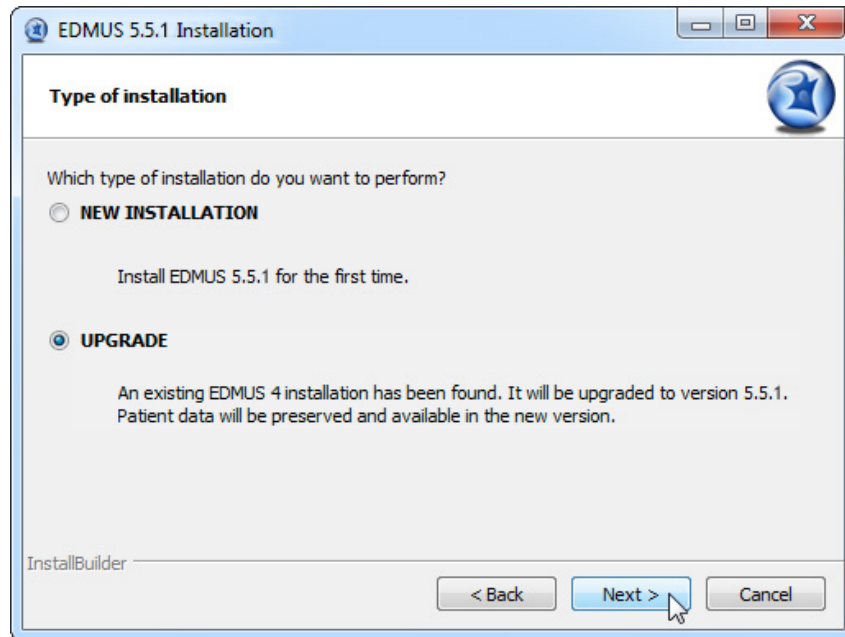 EDMUS 5.5.1 Installation
Type of installation
Which type of installation do you want to perform?
NEW INSTALLATION
Install EDMUS 5.5.1 for the first time.
UPGRADE
An existing EDMUS 4 installation has been found. It will be upgraded to version 5.5.1.
Patient data will be preserved and available in the new version.
InstallBuilder
< Back Next > Cancel